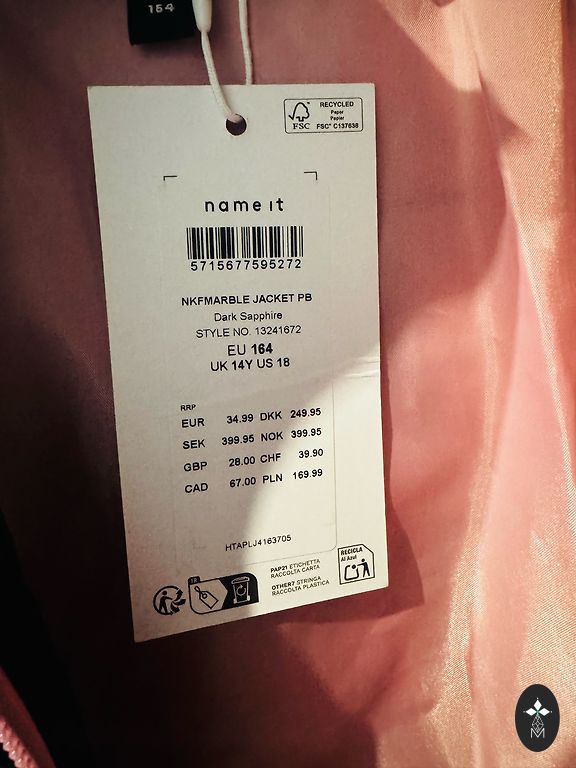 164
RECYCLED
Paper
Papier
FSC® C137638
FSC
name it
5715677595272
NKFMARBLE JACKET PB
Dark Sapphire
STYLE NO. 13241672
EU 164
UK 14Y US 18
RRP
EUR 34.99 DKK 249.95
SEK 399.95 NOK 399.95
GBP 28.00 CHF 39.90
CAD 67.00 PLN 169.99
HTAPLJ4163705
PAP21 ETICHETTA
RACCOLTA CARTA
OTHER7 STRINGA
RACCOLTA PLASTICA
RECICLA
Al Azul
M